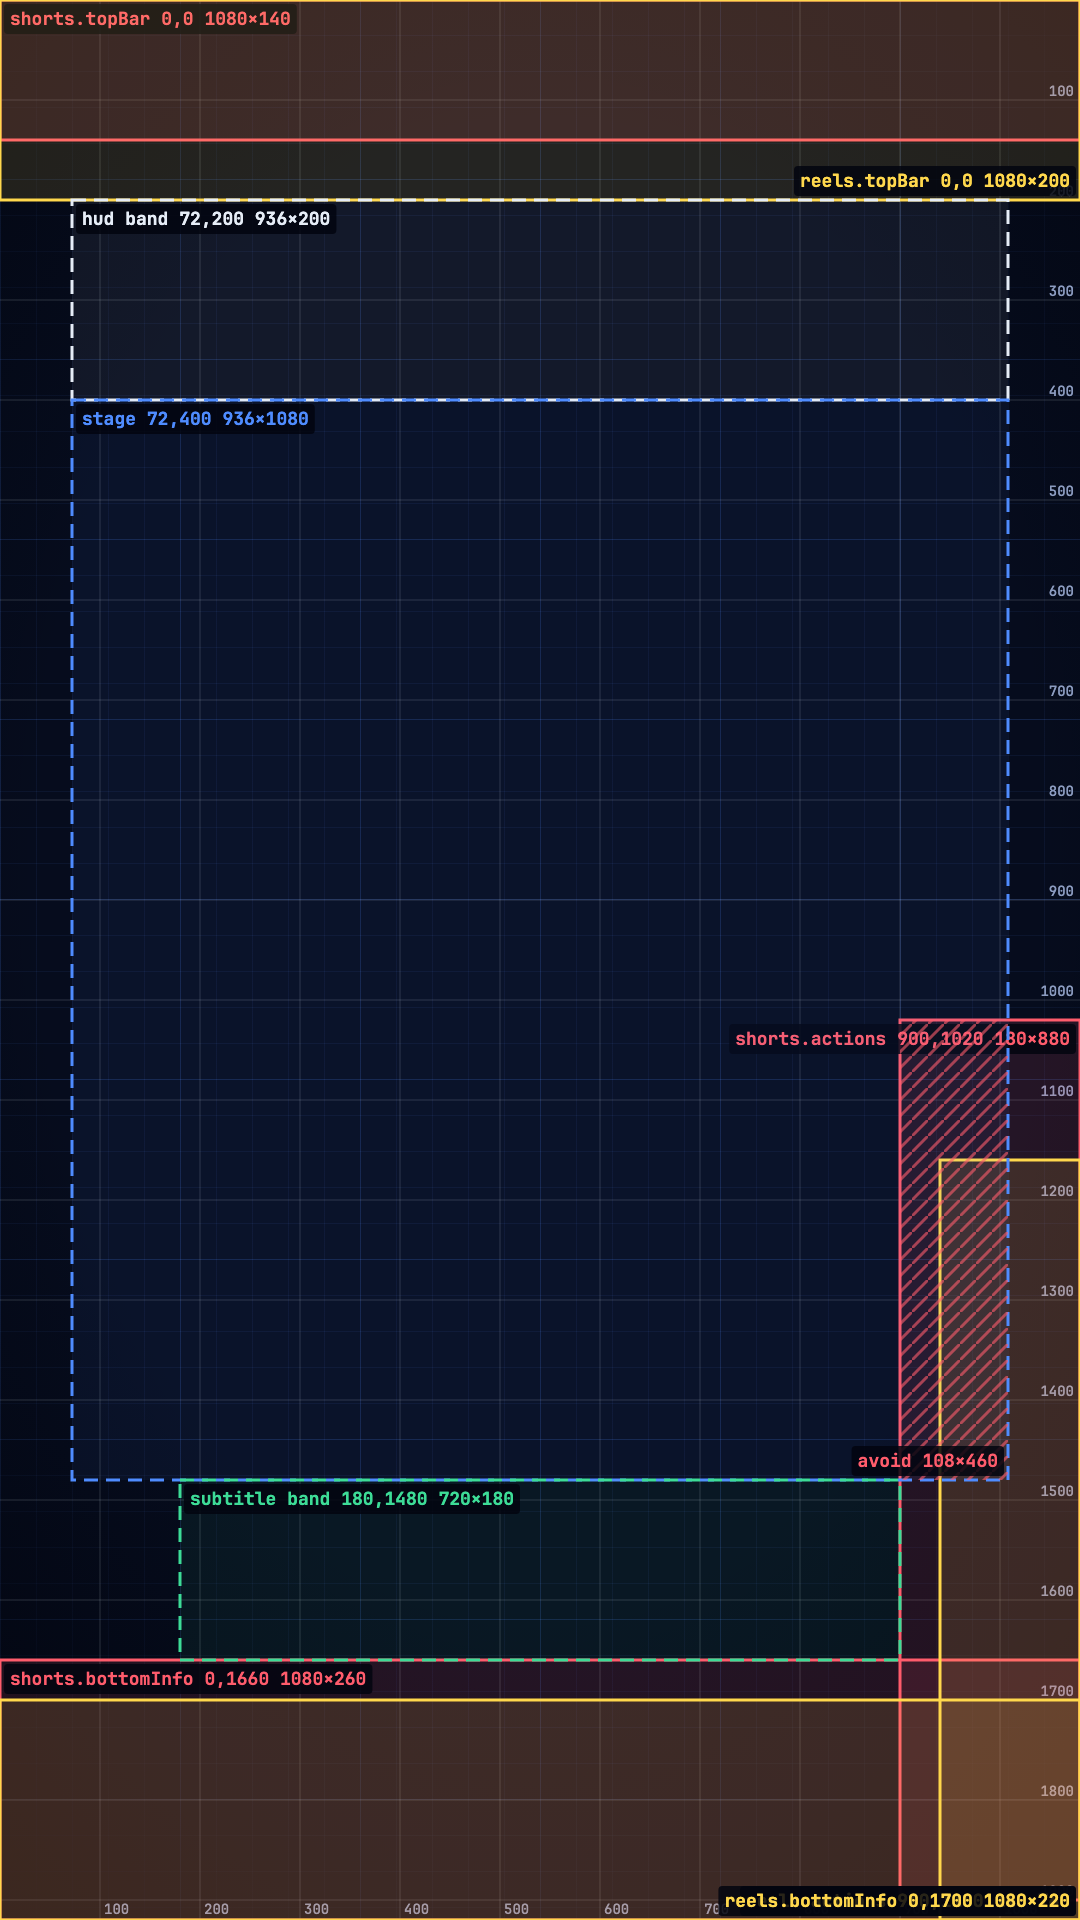 shorts.topBar 0,0 1080×140
100
reels.topBar 0,0 1080×200
hud band 72,200 936×200
300
400
stage 72,400 936×1080
500
600
700
800
900
1000
shorts.actions 900,1020 180×880
1100
1200
1300
1400
avoid 108×460
1500
subtitle band 180,1480 720×180
1600
shorts.bottomInfo 0,1660 1080×260
1700
1800
reels.bottomInfo 0,1700 1080×220
100 200 300 400 500 600